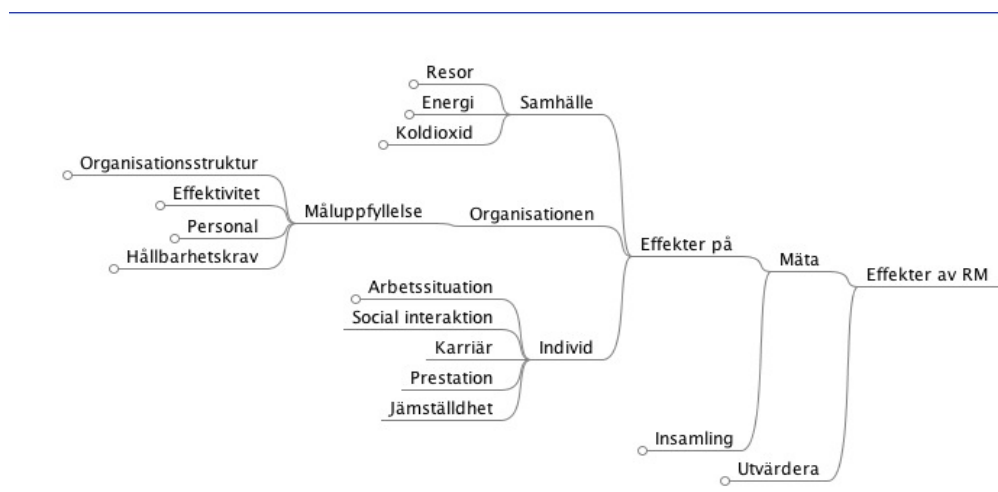 Resor
Energi
Samhälle
Koldioxid
Organisationsstruktur
Effektivitet
Måluppfyllelse
Organisationen
Personal
Hållbarhetskrav
Effekter på
Mäta
Effekter av RM
Arbetssituation
Social interaktion
Karriär
Individ
Prestation
Jämställdhet
Insamling
Utvärdera